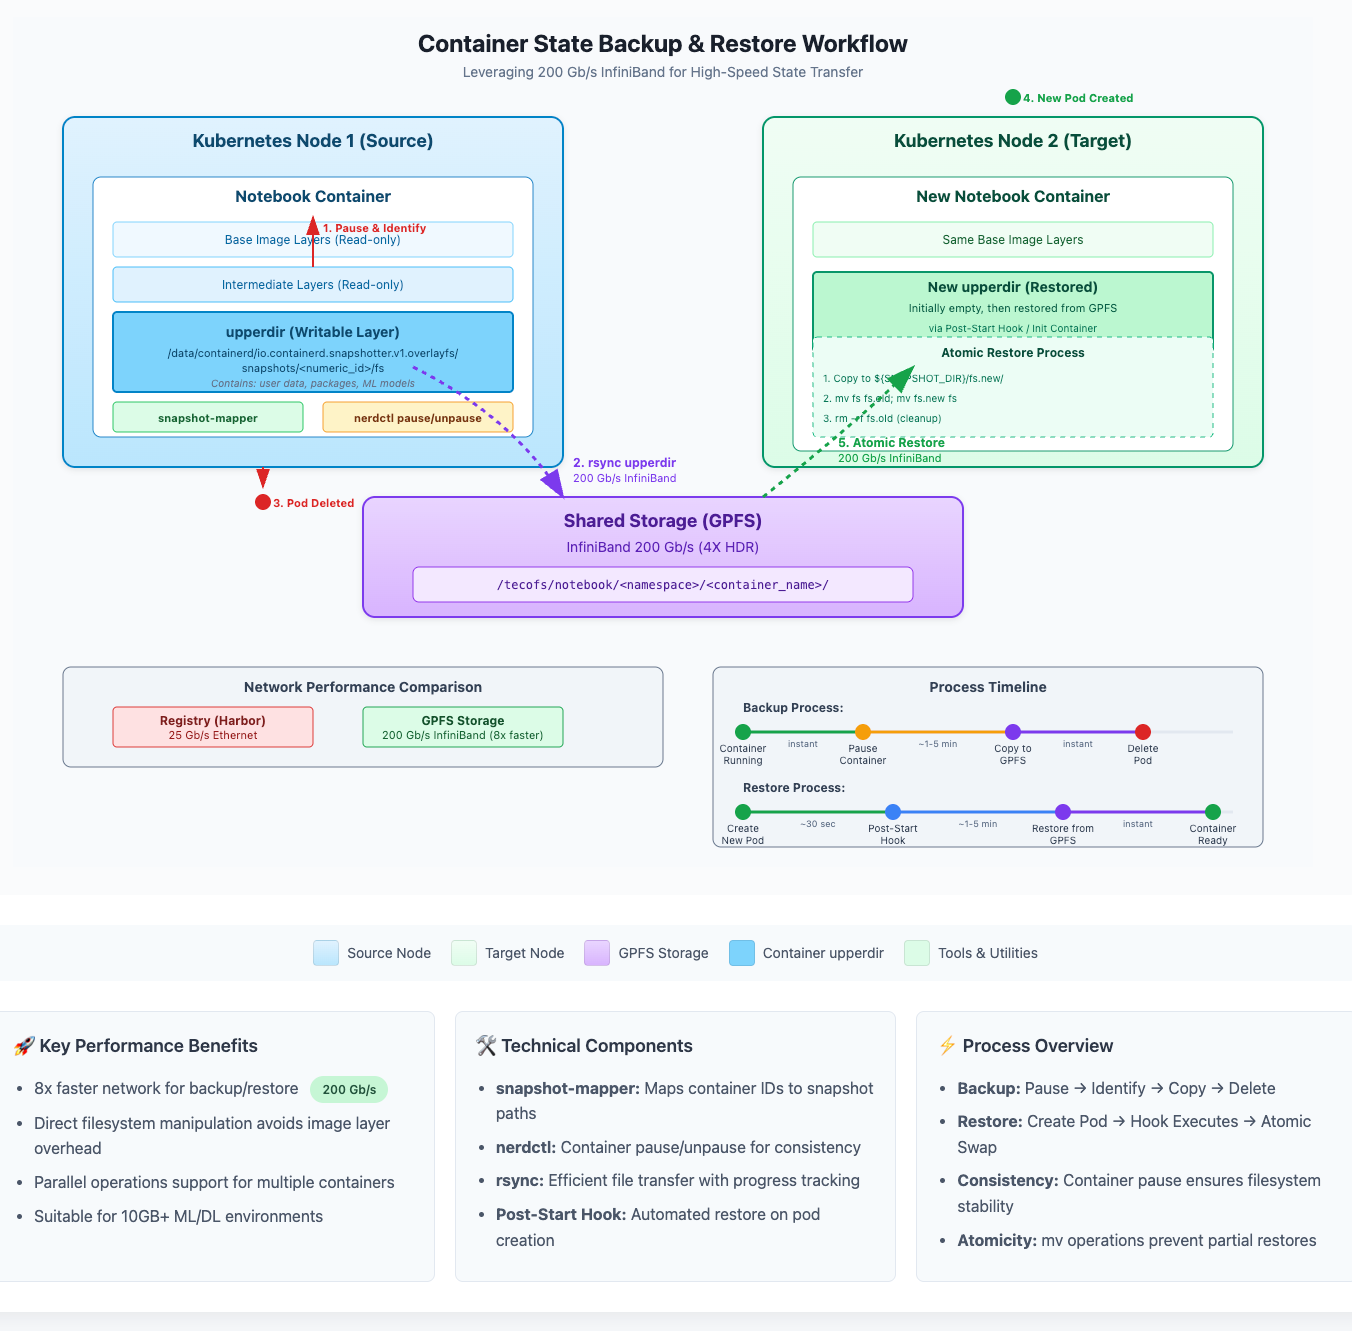 Container State Backup & Restore Workflow
Leveraging 200 Gb/s InfiniBand for High-Speed State Transfer
4. New Pod Created
Kubernetes Node 1 (Source)
Notebook Container
1. Pause & Identify
Base Image Layers (Read-only)
Intermediate Layers (Read-only)
upperdir (Writable Layer)
/data/containerd/io.containerd.snapshotter.v1.overlayfs/
snapshots/<numeric_id>/fs
Contains: user data, packages, ML models
snapshot-mapper
nerdctl pause/unpause
Kubernetes Node 2 (Target)
New Notebook Container
Same Base Image Layers
New upperdir (Restored)
Initially empty, then restored from GPFS
via Post-Start Hook / Init Container
Atomic Restore Process
1. Copy to ${SNAPSHOT_DIR}/fs.new/
2. mv fs fs.old; mv fs.new fs
3. rm -rf fs.old (cleanup)
5. Atomic Restore
200 Gb/s InfiniBand
2. rsync upperdir
200 Gb/s InfiniBand
3. Pod Deleted
Shared Storage (GPFS)
InfiniBand 200 Gb/s (4X HDR)
/tecofs/notebook/<namespace>/<container_name>/
Network Performance Comparison
Registry (Harbor)
25 Gb/s Ethernet
GPFS Storage
200 Gb/s InfiniBand (8x faster)
Process Timeline
Backup Process:
instant
~1-5 min
instant
Container
Running
Pause
Container
Copy to
GPFS
Delete
Pod
Restore Process:
~30 sec
~1-5 min
instant
Create
New Pod
Post-Start
Hook
Restore from
GPFS
Container
Ready
Source Node
Target Node
GPFS Storage
Container upperdir
Tools & Utilities
🚀 Key Performance Benefits
• 8x faster network for backup/restore 200 Gb/s
• Direct filesystem manipulation avoids image layer
overhead
• Parallel operations support for multiple containers
• Suitable for 10GB+ ML/DL environments
🛠️ Technical Components
• snapshot-mapper: Maps container IDs to snapshot
paths
• nerdctl: Container pause/unpause for consistency
• rsync: Efficient file transfer with progress tracking
• Post-Start Hook: Automated restore on pod
creation
⚡ Process Overview
• Backup: Pause → Identify → Copy → Delete
• Restore: Create Pod → Hook Executes → Atomic
Swap
• Consistency: Container pause ensures filesystem
stability
• Atomicity: mv operations prevent partial restores